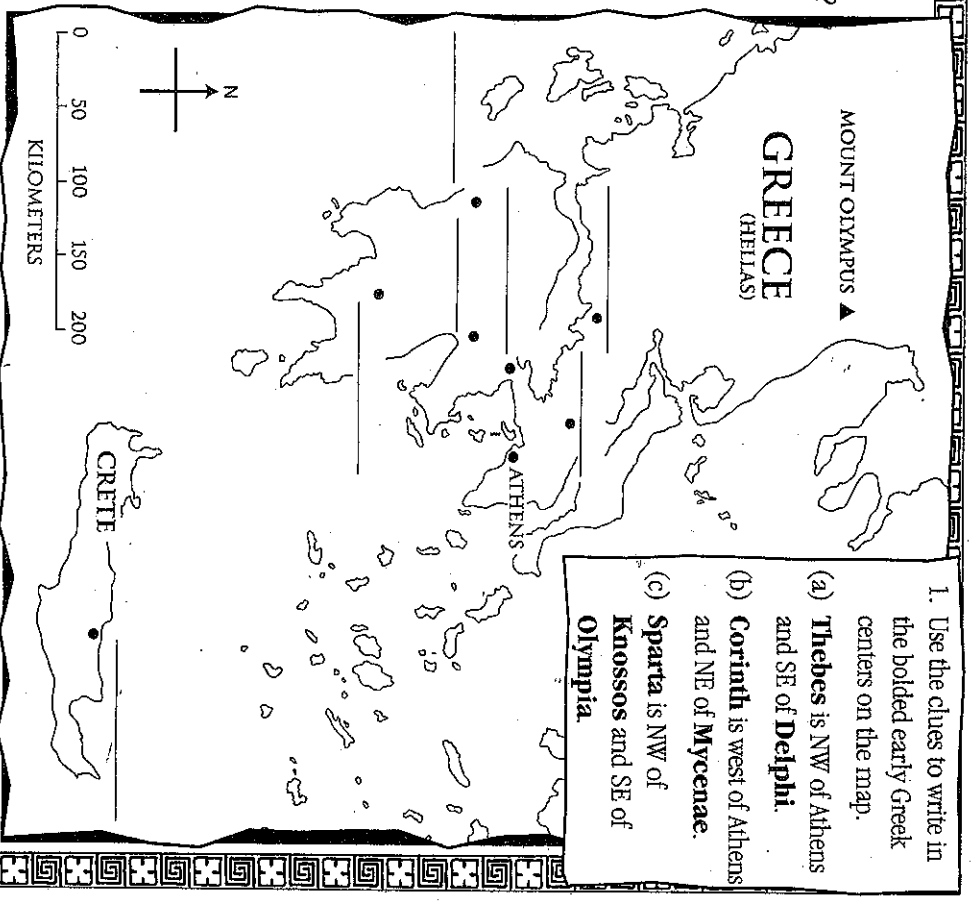 1. Use the clues to write in
the bolded early Greek
centers on the map.
(a) Thebes is NW of Athens
and SE of Delphi.
(b) Corinth is west of Athens
and NE of Mycenae.
(c) Sparta is NW of
Knossos and SE of
Olympia.
MOUNT OLYMPUS
GREECE
(HELLAS)
ATHENS
CRETE
N
0 50 100 150 200
KILOMETERS